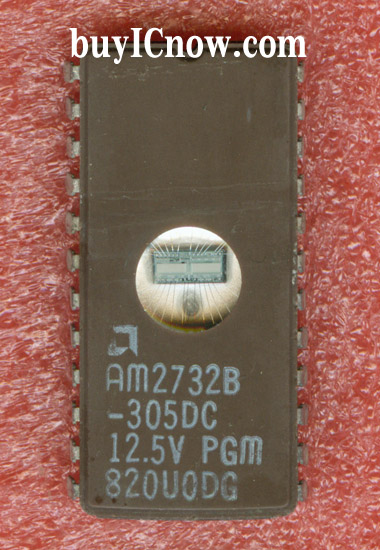 buyICnow.com
AM2732B
-305DC
12.5V PGM
820U0DG